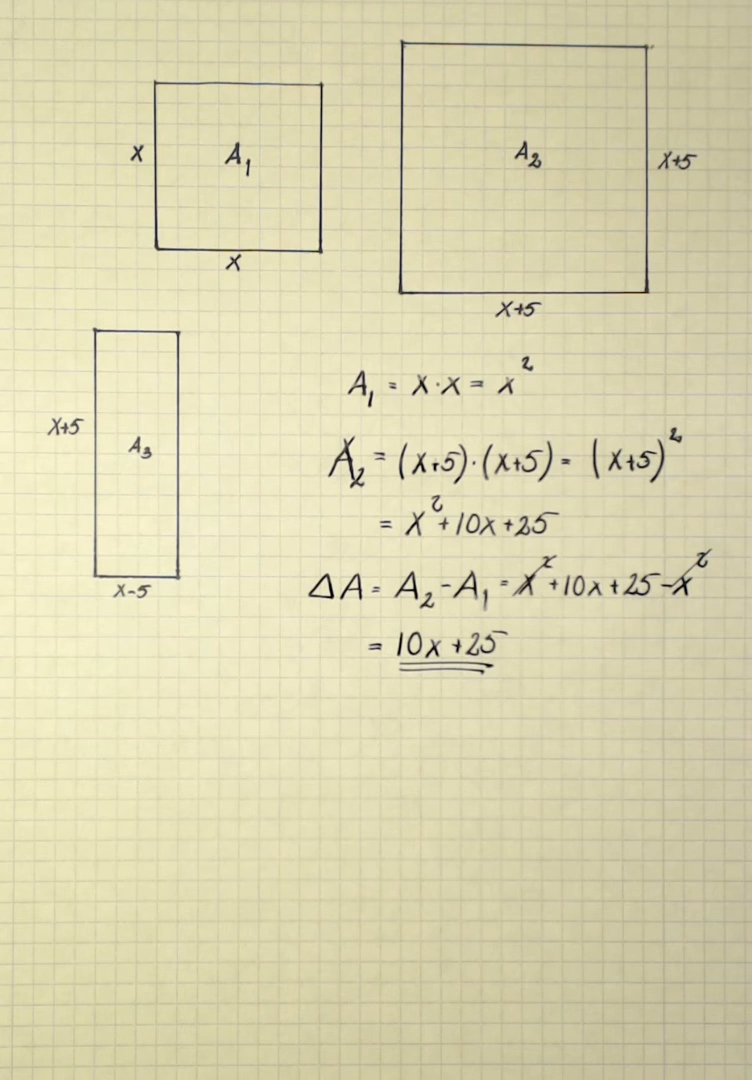 x
A₁
x
A₂
x+5
x+5
x+5
A₃
x-5
A₁ = x·x = x²
A₂ = (x+5)·(x+5) = (x+5)²
= x²+10x+25
ΔA = A₂-A₁ = x²+10x+25-x²
= 10x+25